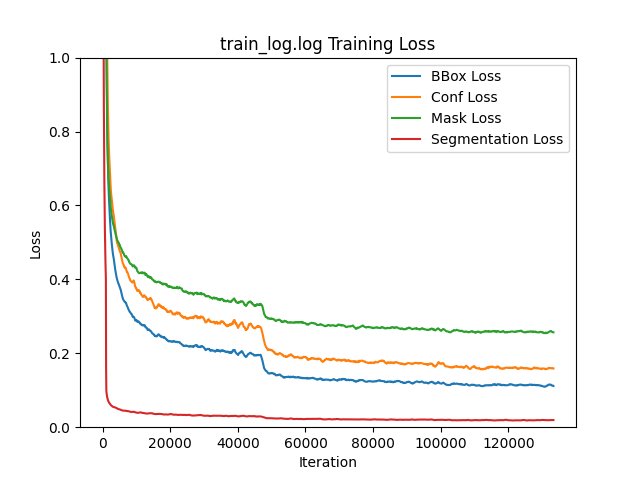 train_log.log Training Loss
BBox Loss
Conf Loss
Mask Loss
Segmentation Loss
Loss
1.0
0.8
0.6
0.4
0.2
0.0
0 20000 40000 60000 80000 100000 120000
Iteration